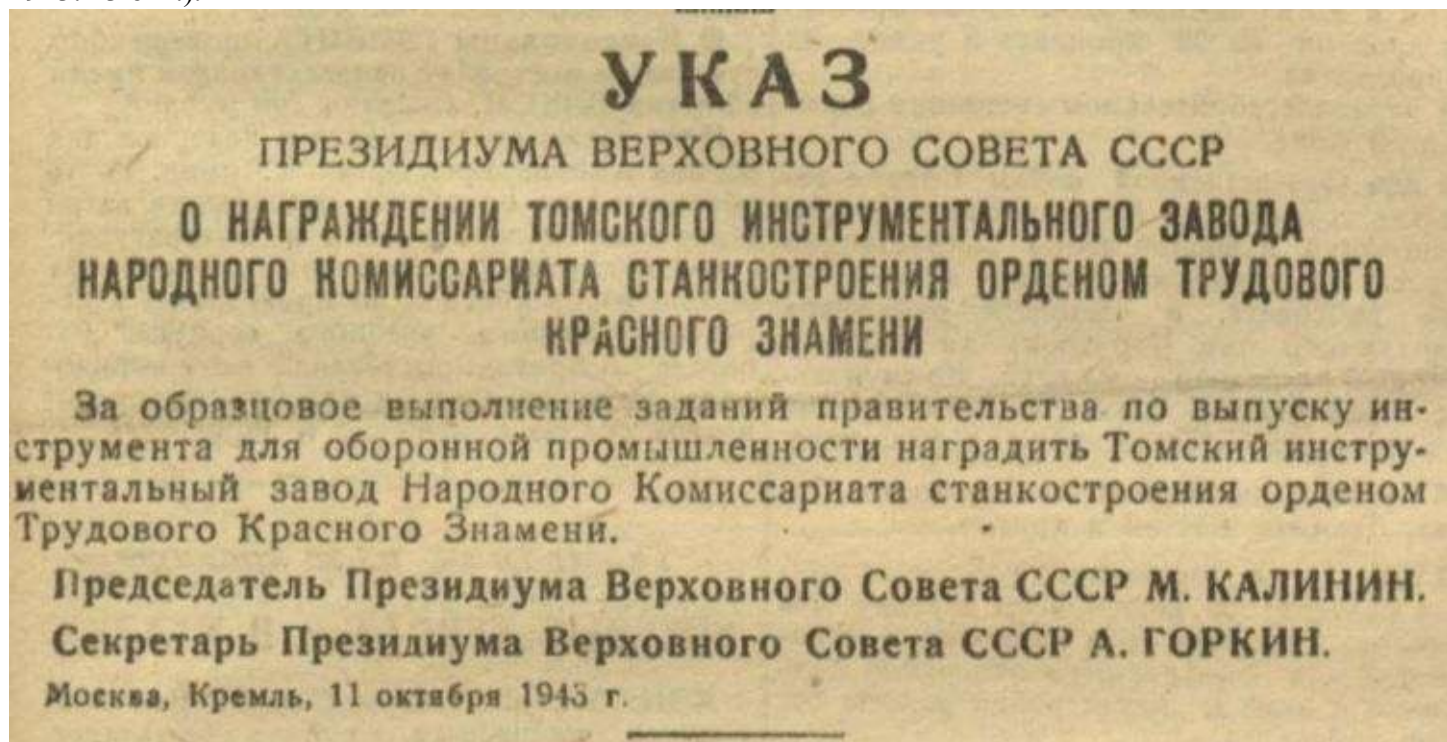 УКАЗ
ПРЕЗИДИУМА ВЕРХОВНОГО СОВЕТА СССР
О НАГРАЖДЕНИИ ТОМСКОГО ИНСТРУМЕНТАЛЬНОГО ЗАВОДА
НАРОДНОГО КОМИССАРИАТА СТАНКОСТРОЕНИЯ ОРДЕНОМ ТРУДОВОГО
КРАСНОГО ЗНАМЕНИ
За образцовое выполнение заданий правительства по выпуску ин-
струмента для оборонной промышленности наградить Томский инстру-
ментальный завод Народного Комиссариата станкостроения орденом
Трудового Красного Знамени.
Председатель Президиума Верховного Совета СССР М. КАЛИНИН.
Секретарь Президиума Верховного Совета СССР А. ГОРКИН.
Москва, Кремль, 11 октября 1943 г.